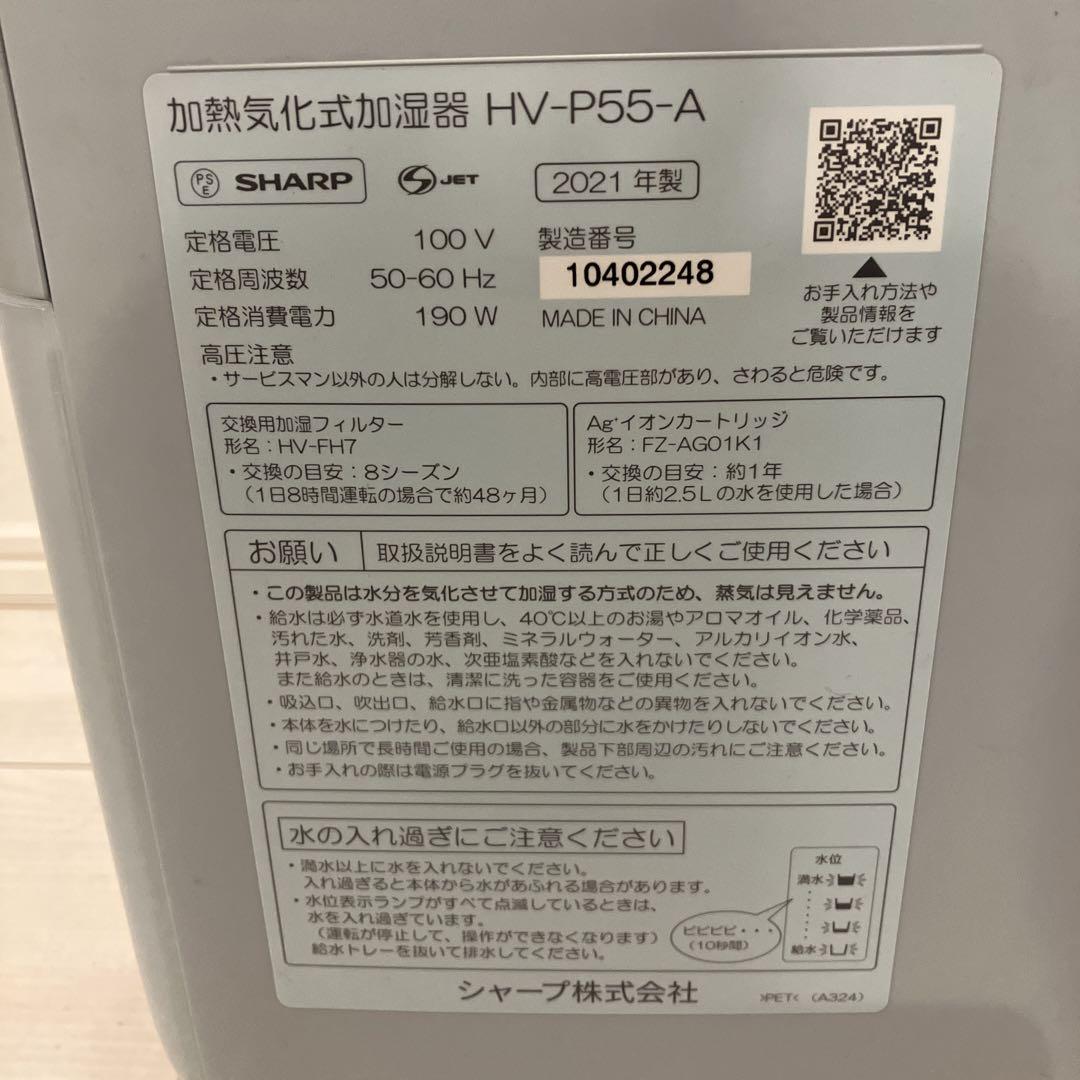 加熱気化式加湿器 HV-P55-A
PS E SHARP
S JET
2021 年製
定格電圧 100 V
定格周波数 50-60 Hz
定格消費電力 190 W
製造番号
10402248
MADE IN CHINA
お手入れ方法や
製品情報を
ご覧いただけます
高圧注意
・サービスマン以外の人は分解しない。内部に高電圧部があり、さわると危険です。
交換用加湿フィルター
形名：HV-FH7
・交換の目安：8シーズン
（1日8時間運転の場合で約48ヶ月）
Ag⁺イオンカートリッジ
形名：FZ-AG01K1
・交換の目安：約1年
（1日約2.5Lの水を使用した場合）
お願い 取扱説明書をよく読んで正しくご使用ください
・この製品は水分を気化させて加湿する方式のため、蒸気は見えません。
・給水は必ず水道水を使用し、40℃以上のお湯やアロマオイル、化学薬品、
汚れた水、洗剤、芳香剤、ミネラルウォーター、アルカリイオン水、
井戸水、浄水器の水、次亜塩素酸などを入れないでください。
また給水のときは、清潔に洗った容器をご使用ください。
・吸込口、吹出口、給水口に指や金属物などの異物を入れないでください。
・本体を水につけたり、給水口以外の部分に水をかけたりしないでください。
・同じ場所で長時間ご使用の場合、製品下部周辺の汚れにご注意ください。
・お手入れの際は電源プラグを抜いてください。
水の入れ過ぎにご注意ください
・満水以上に水を入れないでください。
入れ過ぎると本体から水があふれる場合があります。
・水位表示ランプがすべて点滅しているときは、
水を入れ過ぎています。
（運転が停止して、操作ができなくなります）
給水トレーを抜いて排水してください。
ピピピピ・・・
（10秒間）
水位
満水
給水
シャープ株式会社
>PET< （A324）